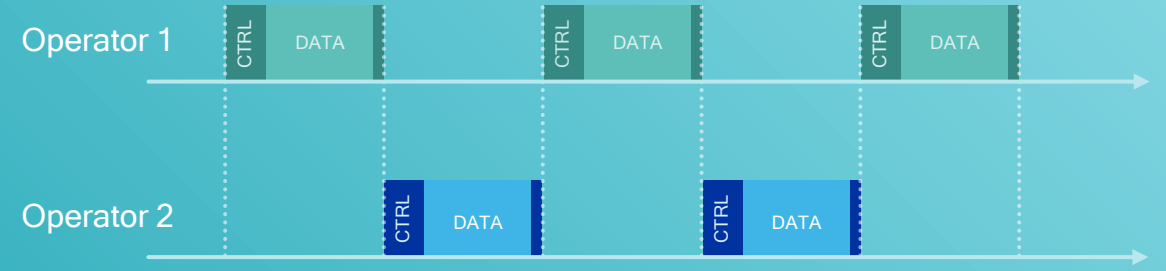 Operator 1
CTRL DATA CTRL DATA CTRL DATA
Operator 2
CTRL DATA CTRL DATA